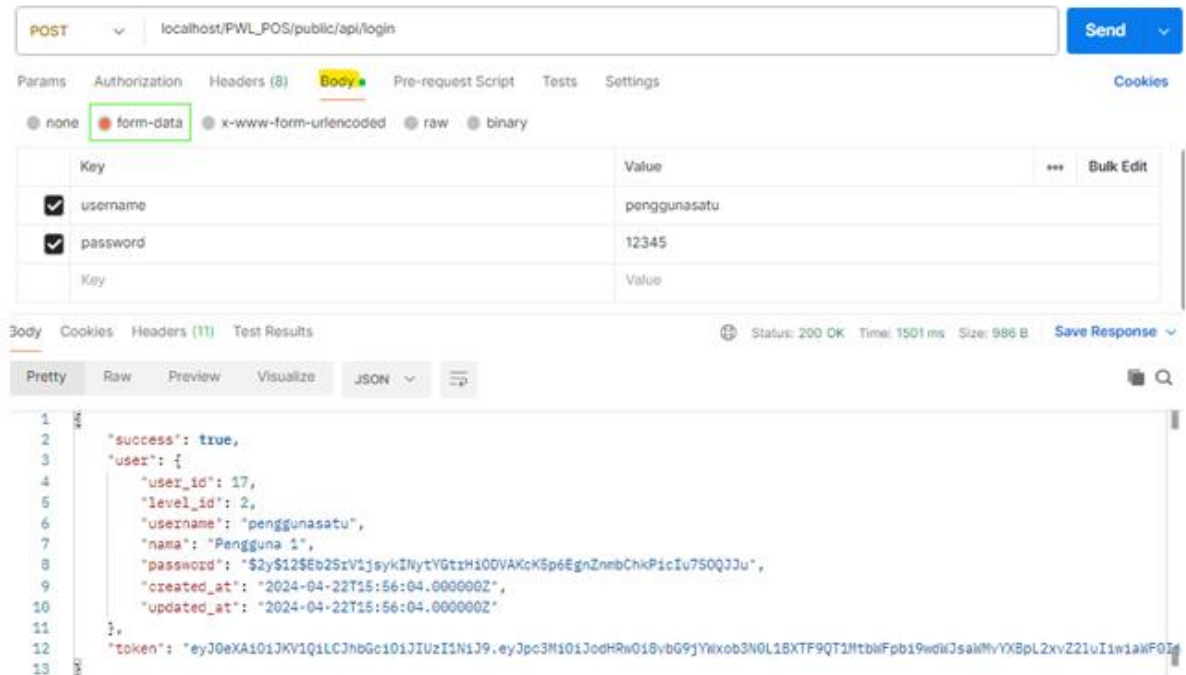 POST localhost/PWL_POS/public/api/login Send
Params Authorization Headers (8) Body Pre-request Script Tests Settings Cookies
none form-data x-www-form-urlencoded raw binary
Key Value Bulk Edit
username penggunasatu
password 12345
Key Value
Body Cookies Headers (11) Test Results Status: 200 OK Time: 1501 ms Size: 986 B Save Response
Pretty Raw Preview Visualize JSON
1 {
2 "success": true,
3 "user": {
4 "user_id": 17,
5 "level_id": 2,
6 "username": "penggunasatu",
7 "nama": "Pengguna 1",
8 "password":
9 "created_at": "2024-04-22T15:56:04.000000Z",
10 "updated_at": "2024-04-22T15:56:04.000000Z"
11 },
12 "token":
13 }